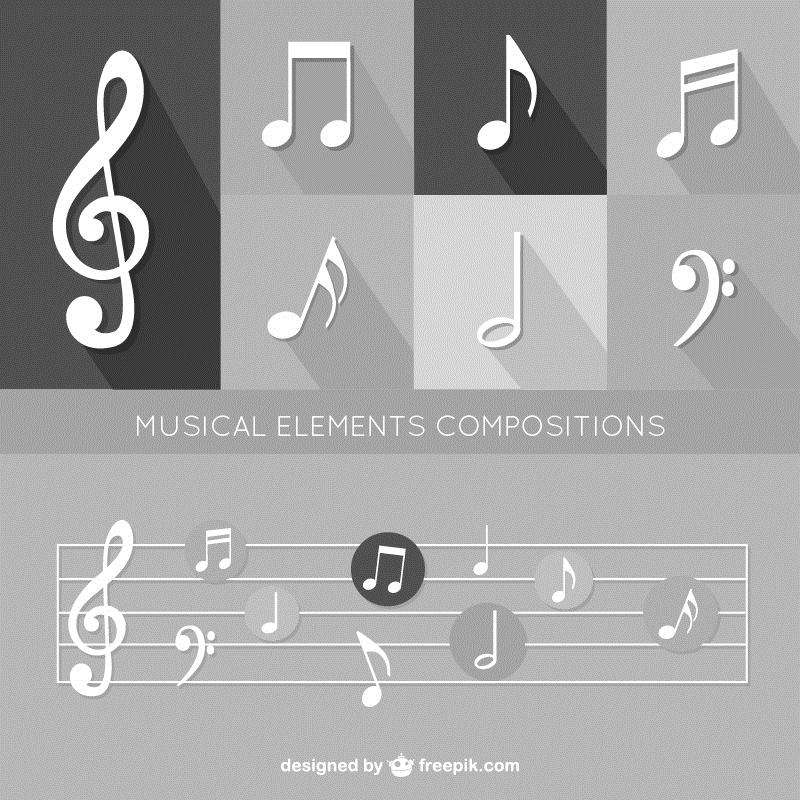 MUSICAL ELEMENTS COMPOSITIONS
designed by freepik.com